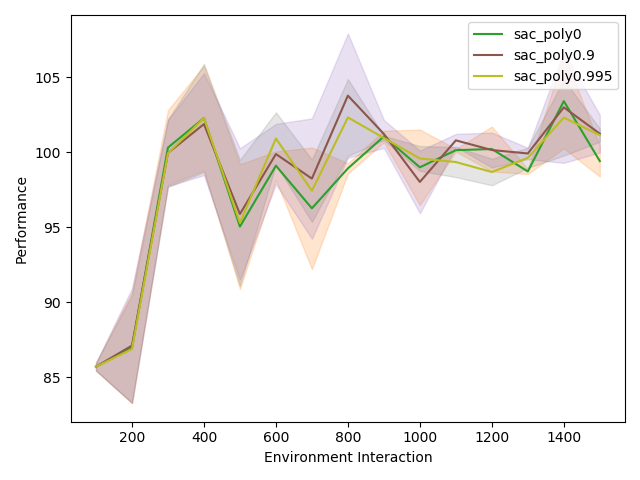 sac_poly0
sac_poly0.9
sac_poly0.995
Performance
105
100
95
90
85
200 400 600 800 1000 1200 1400
Environment Interaction